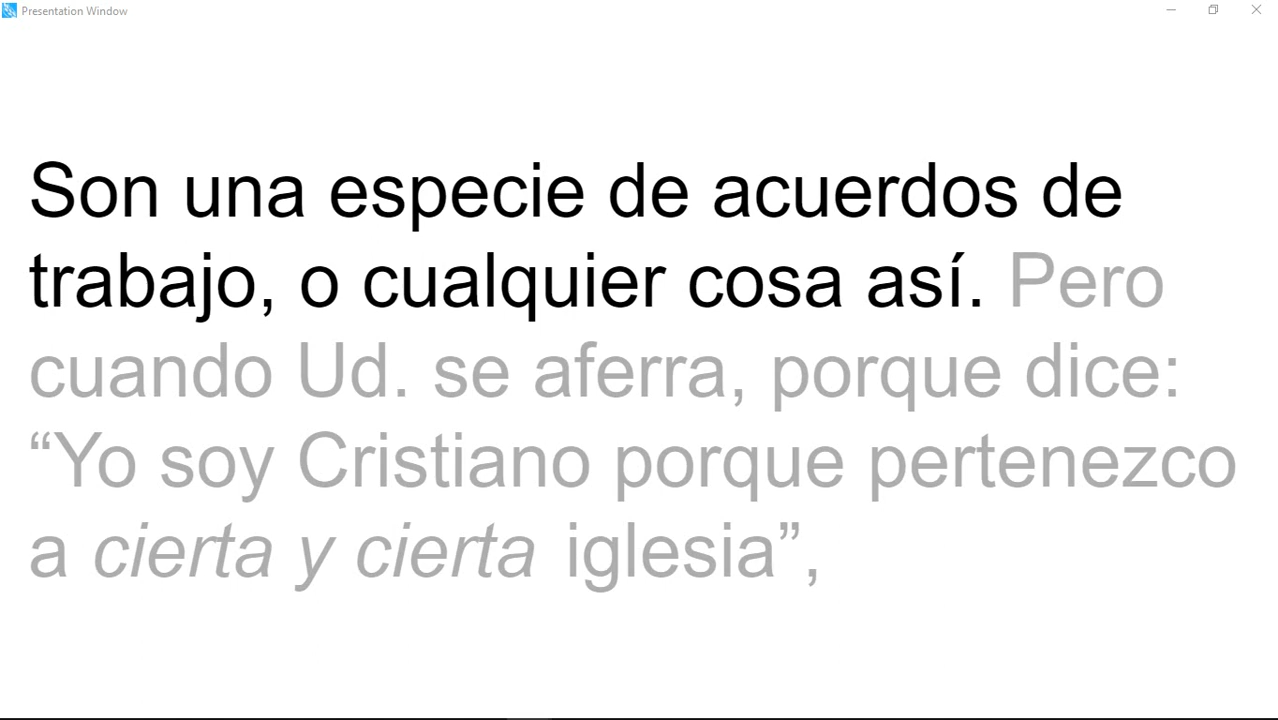 Presentation Window
Son una especie de acuerdos de
trabajo, o cualquier cosa así. Pero
cuando Ud. se aferra, porque dice:
“Yo soy Cristiano porque pertenezco
a cierta y cierta iglesia”,